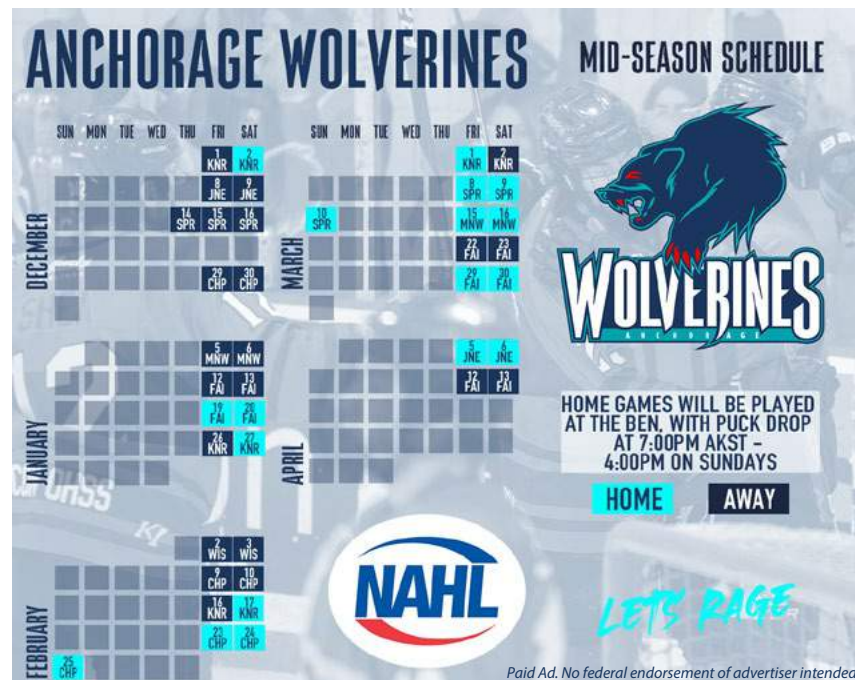 ANCHORAGE WOLVERINES
MID-SEASON SCHEDULE
SUN MON TUE WED THU FRI SAT
DECEMBER
1 KNR 2 KNR
8 JNE 9 JNE
14 SPR 15 SPR 16 SPR
29 CHP 30 CHP
JANUARY
5 MNW 6 MNW
12 FAI 13 FAI
19 FAI 20 FAI
26 KNR 27 KNR
FEBRUARY
2 WIS 3 WIS
9 CHP 10 CHP
16 KNR 17 KNR
23 CHP 24 CHP
25 CHP
SUN MON TUE WED THU FRI SAT
MARCH
1 KNR 2 KNR
8 SPR 9 SPR
10 SPR 15 MNW 16 MNW
22 FAI 23 FAI
29 FAI 30 FAI
APRIL
5 JNE 6 JNE
12 FAI 13 FAI
WOLVERINES
ANCHORAGE
HOME GAMES WILL BE PLAYED
AT THE BEN, WITH PUCK DROP
AT 7:00PM AKST -
4:00PM ON SUNDAYS
HOME AWAY
NAHL
LETS RAGE
Paid Ad. No federal endorsement of advertiser intended